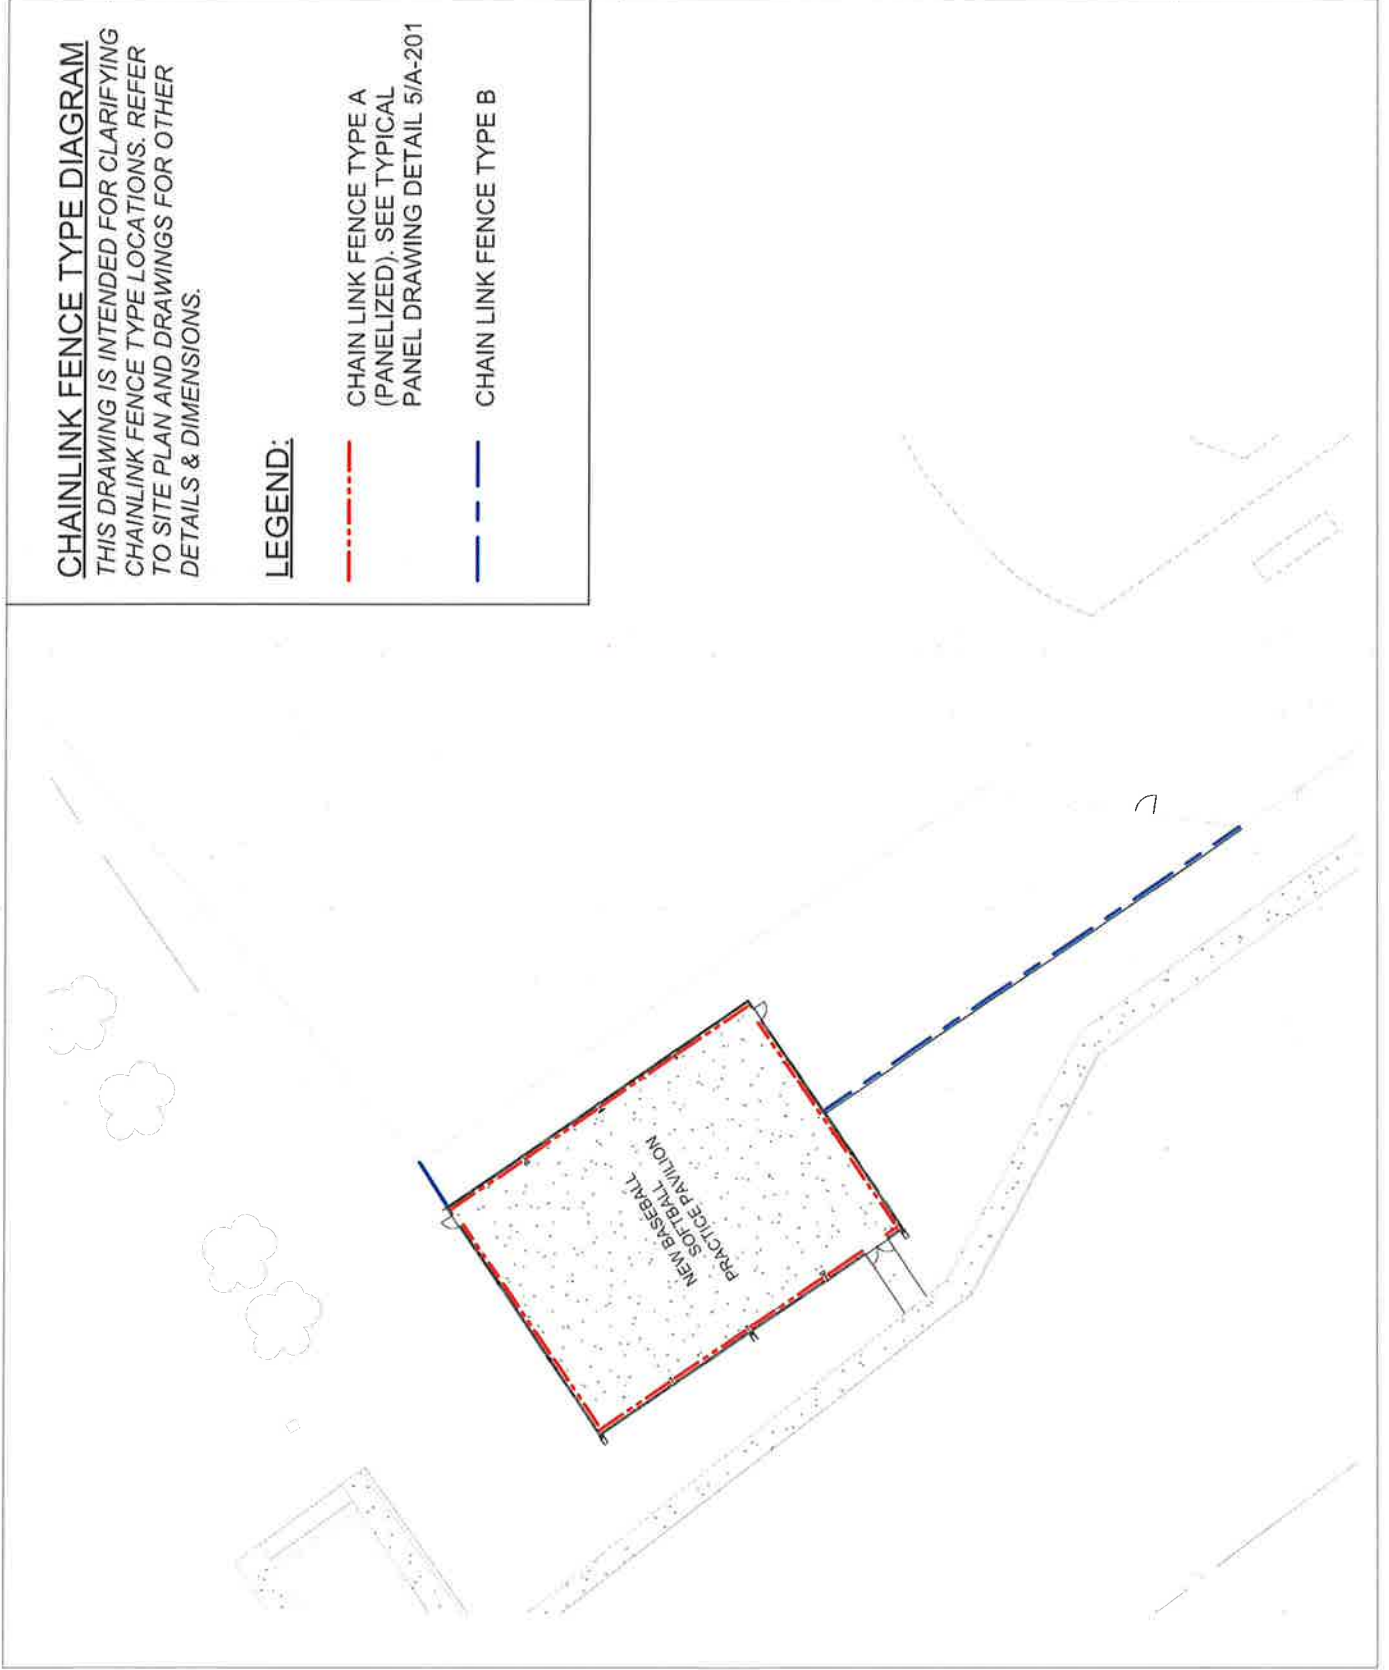 CHAINLINK FENCE TYPE DIAGRAM
THIS DRAWING IS INTENDED FOR CLARIFYING
CHAINLINK FENCE TYPE LOCATIONS. REFER
TO SITE PLAN AND DRAWINGS FOR OTHER
DETAILS & DIMENSIONS.
LEGEND:
CHAIN LINK FENCE TYPE A
(PANELIZED). SEE TYPICAL
PANEL DRAWING DETAIL 5/A-201
CHAIN LINK FENCE TYPE B
NEW BASEBALL
SOFTBALL
PRACTICE PAVILION